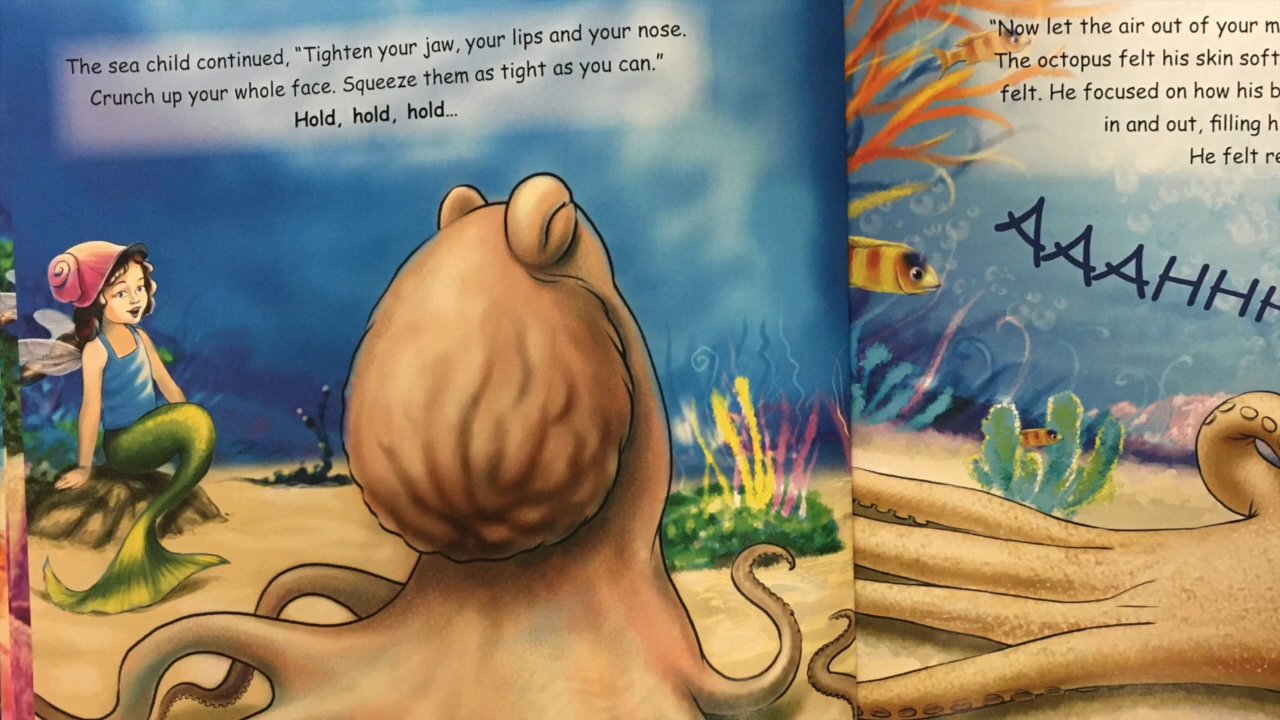 The sea child continued, “Tighten your jaw, your lips and your nose.
Crunch up your whole face. Squeeze them as tight as you can.”
Hold, hold, hold...
“Now let the air out of your
The octopus felt his skin
felt. He focused on how his
in and out, filling
He felt
AAAHHH